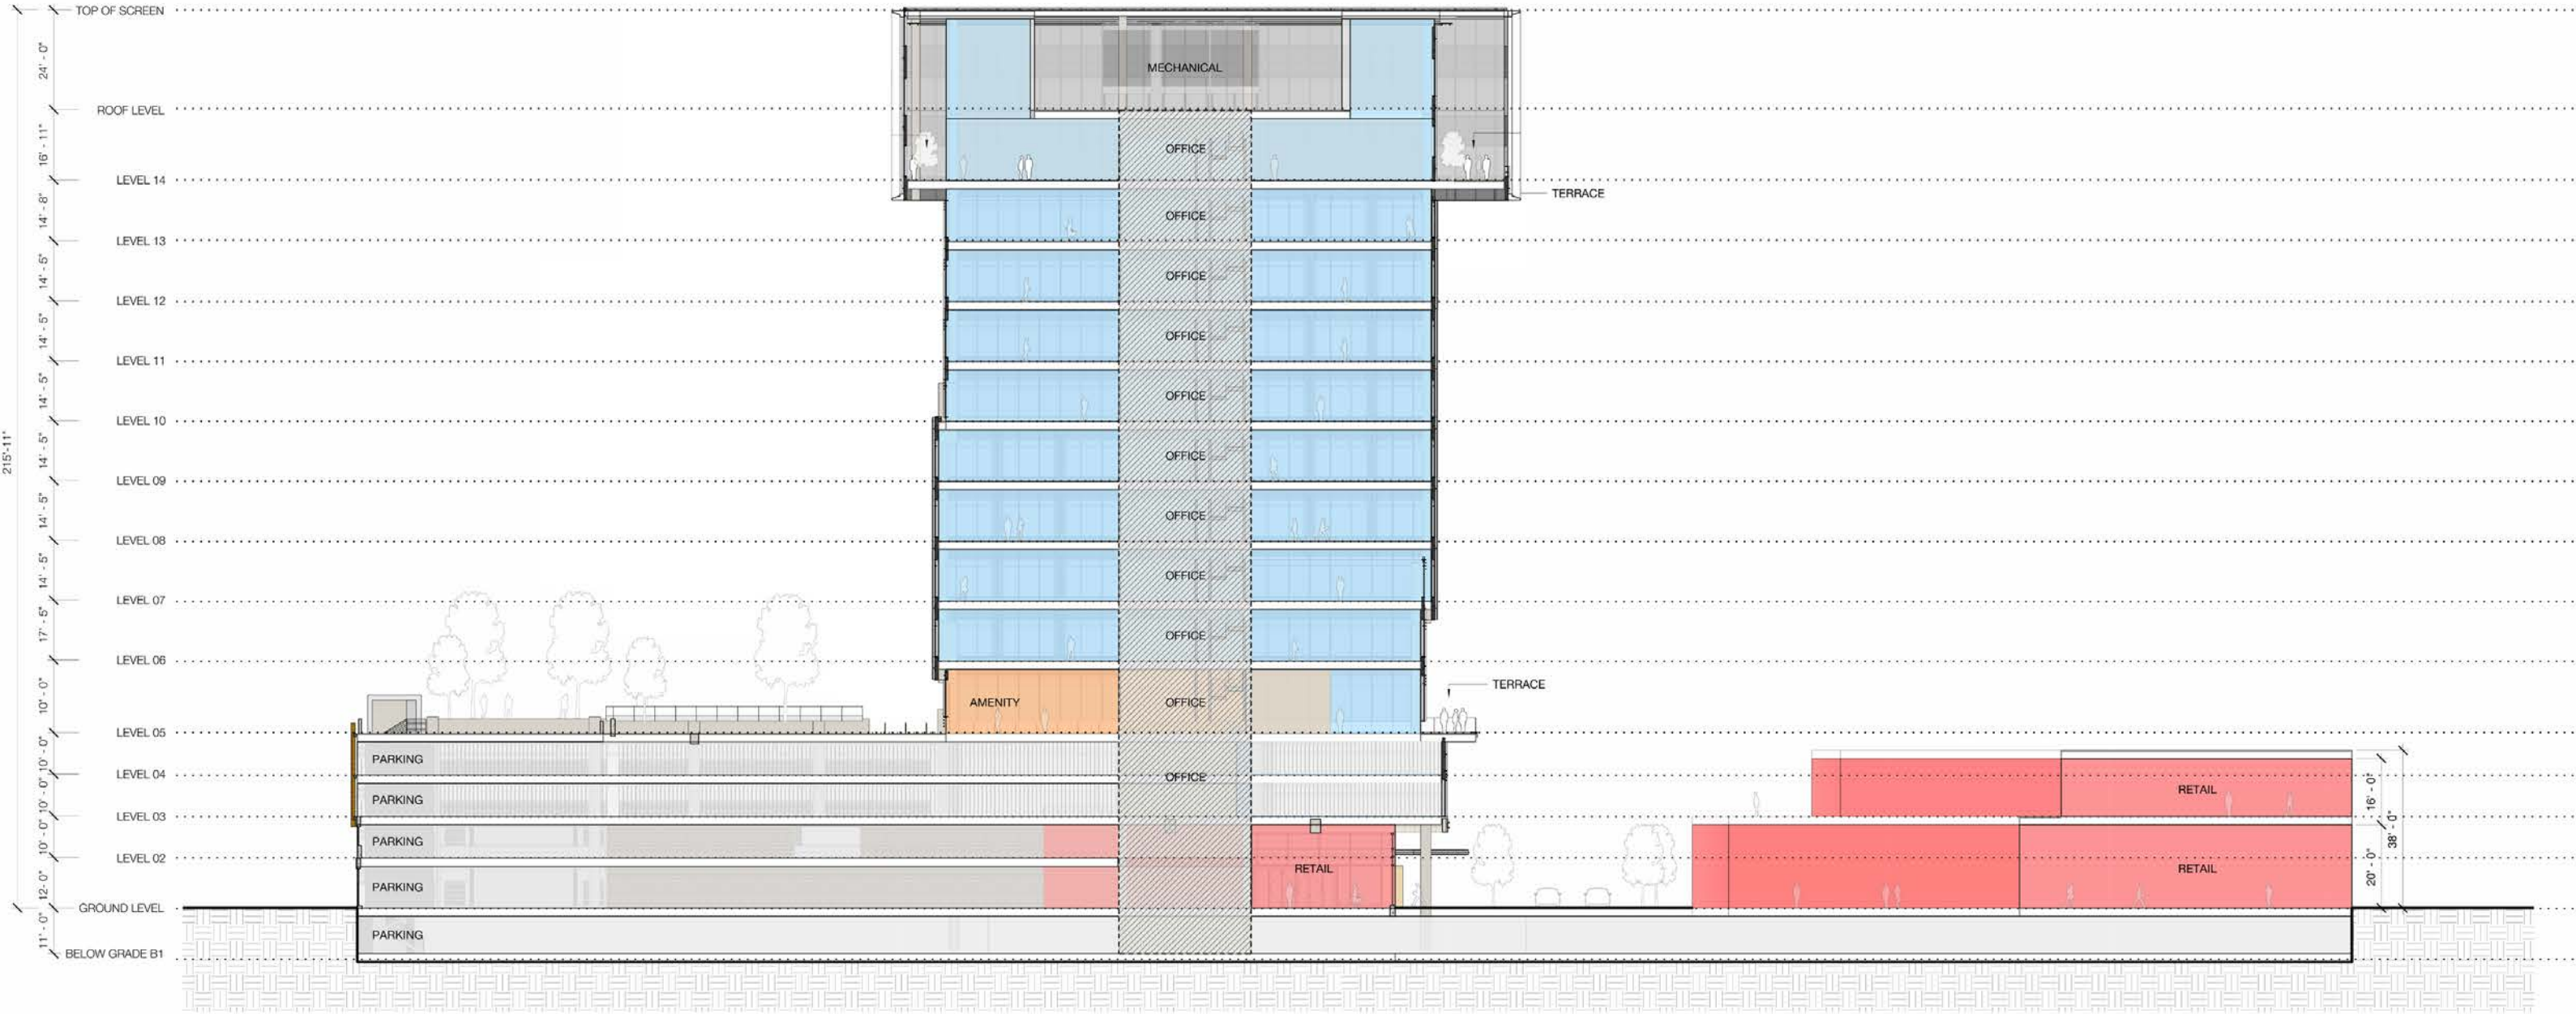 TOP OF SCREEN
24' - 0"
MECHANICAL
ROOF LEVEL
16' - 11"
OFFICE
LEVEL 14
TERRACE
14' - 8"
OFFICE
LEVEL 13
14' - 5"
OFFICE
LEVEL 12
14' - 5"
OFFICE
LEVEL 11
14' - 5"
OFFICE
LEVEL 10
14' - 5"
OFFICE
215'-11"
LEVEL 09
14' - 5"
OFFICE
LEVEL 08
14' - 5"
OFFICE
LEVEL 07
17' - 5"
OFFICE
LEVEL 06
TERRACE
10' - 0"
AMENITY
OFFICE
LEVEL 05
10' - 0"
PARKING
OFFICE
LEVEL 04
10' - 0"
PARKING
RETAIL
16' - 0"
LEVEL 03
38' - 0"
10' - 0"
PARKING
LEVEL 02
RETAIL
RETAIL
20' - 0"
12'- 0"
PARKING
GROUND LEVEL
11' - 0"
PARKING
BELOW GRADE B1